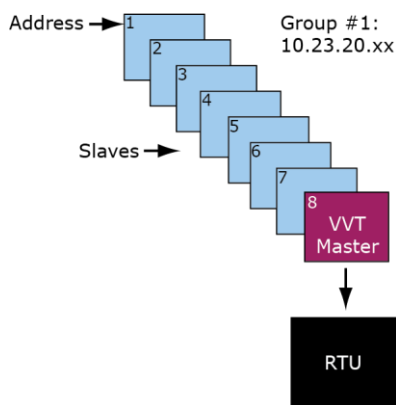 Address
Group #1:
10.23.20.xx
1
2
3
4
5
Slaves
6
7
8
VVT
Master
RTU